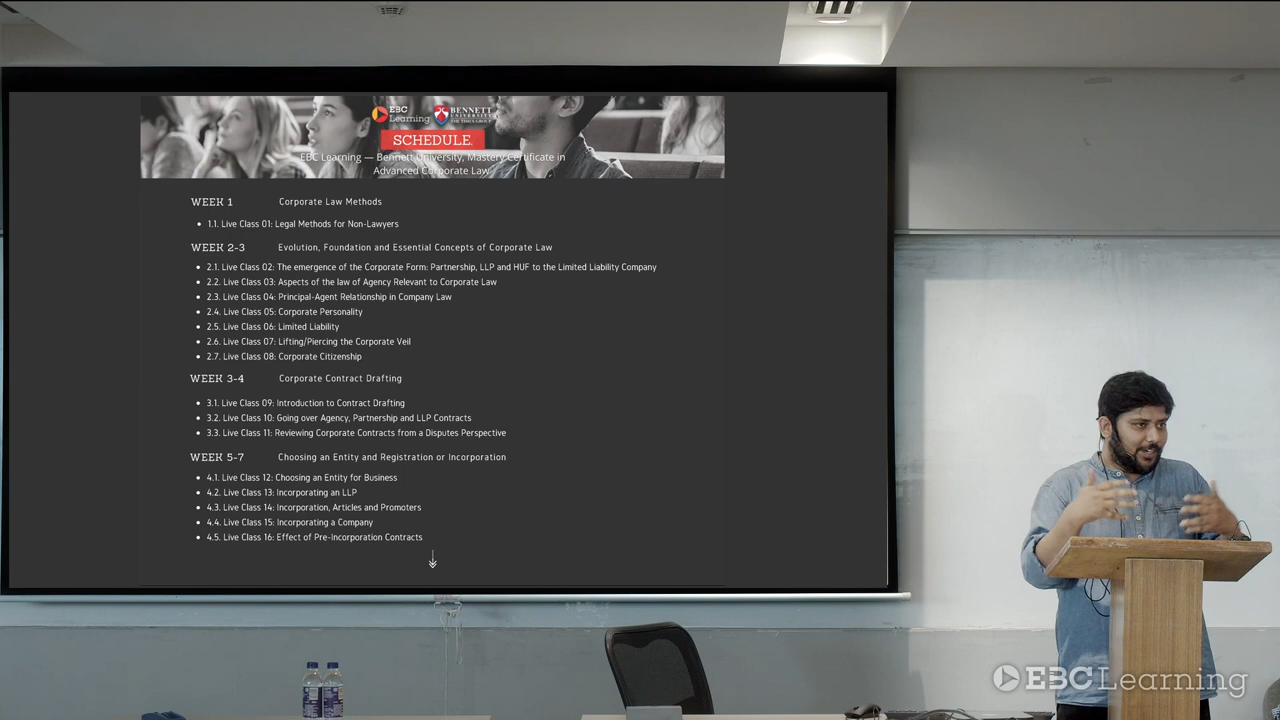 EBC
Learning
BENNETT
UNIVERSITY
THE TIMES GROUP
SCHEDULE.
EBC Learning — Bennett University, Mastery Certificate in
Advanced Corporate Law
WEEK 1 Corporate Law Methods
• 1.1. Live Class 01: Legal Methods for Non-Lawyers
WEEK 2-3 Evolution, Foundation and Essential Concepts of Corporate Law
• 2.1. Live Class 02: The emergence of the Corporate Form: Partnership, LLP and HUF to the Limited Liability Company
• 2.2. Live Class 03: Aspects of the law of Agency Relevant to Corporate Law
• 2.3. Live Class 04: Principal-Agent Relationship in Company Law
• 2.4. Live Class 05: Corporate Personality
• 2.5. Live Class 06: Limited Liability
• 2.6. Live Class 07: Lifting/Piercing the Corporate Veil
• 2.7. Live Class 08: Corporate Citizenship
WEEK 3-4 Corporate Contract Drafting
• 3.1. Live Class 09: Introduction to Contract Drafting
• 3.2. Live Class 10: Going over Agency, Partnership and LLP Contracts
• 3.3. Live Class 11: Reviewing Corporate Contracts from a Disputes Perspective
WEEK 5-7 Choosing an Entity and Registration or Incorporation
• 4.1. Live Class 12: Choosing an Entity for Business
• 4.2. Live Class 13: Incorporating an LLP
• 4.3. Live Class 14: Incorporation, Articles and Promoters
• 4.4. Live Class 15: Incorporating a Company
• 4.5. Live Class 16: Effect of Pre-Incorporation Contracts
EBC Learning